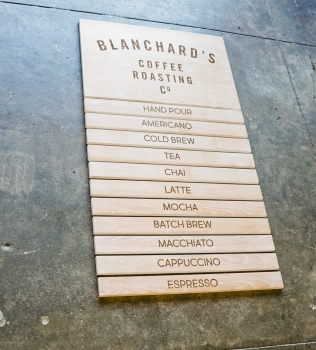 BLANCHARD'S
COFFEE
ROASTING
Cº
HAND POUR
AMERICANO
COLD BREW
TEA
CHAI
LATTE
MOCHA
BATCH BREW
MACCHIATO
CAPPUCCINO
ESPRESSO